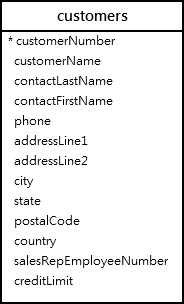 customers
* customerNumber
customerName
contactLastName
contactFirstName
phone
addressLine1
addressLine2
city
state
postalCode
country
salesRepEmployeeNumber
creditLimit